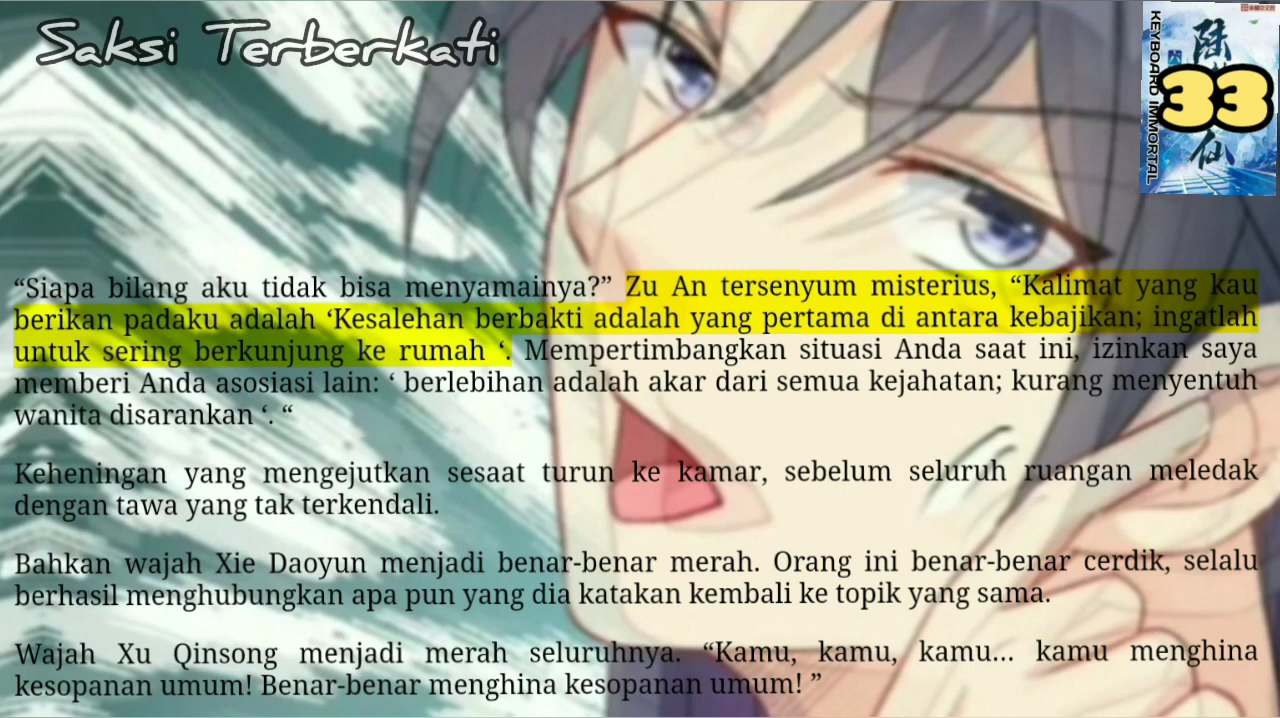 Saksi Terberkati
KEYBOARD IMMORTAL
陆
仙
33
“Siapa bilang aku tidak bisa menyamainya?” Zu An tersenyum misterius, “Kalimat yang kau
berikan padaku adalah ‘Kesalehan berbakti adalah yang pertama di antara kebajikan; ingatlah
untuk sering berkunjung ke rumah ‘. Mempertimbangkan situasi Anda saat ini, izinkan saya
memberi Anda asosiasi lain: ‘ berlebihan adalah akar dari semua kejahatan; kurang menyentuh
wanita disarankan ‘. “
Keheningan yang mengejutkan sesaat turun ke kamar, sebelum seluruh ruangan meledak
dengan tawa yang tak terkendali.
Bahkan wajah Xie Daoyun menjadi benar-benar merah. Orang ini benar-benar cerdik, selalu
berhasil menghubungkan apa pun yang dia katakan kembali ke topik yang sama.
Wajah Xu Qinsong menjadi merah seluruhnya. “Kamu, kamu, kamu… kamu menghina
kesopanan umum! Benar-benar menghina kesopanan umum! ”